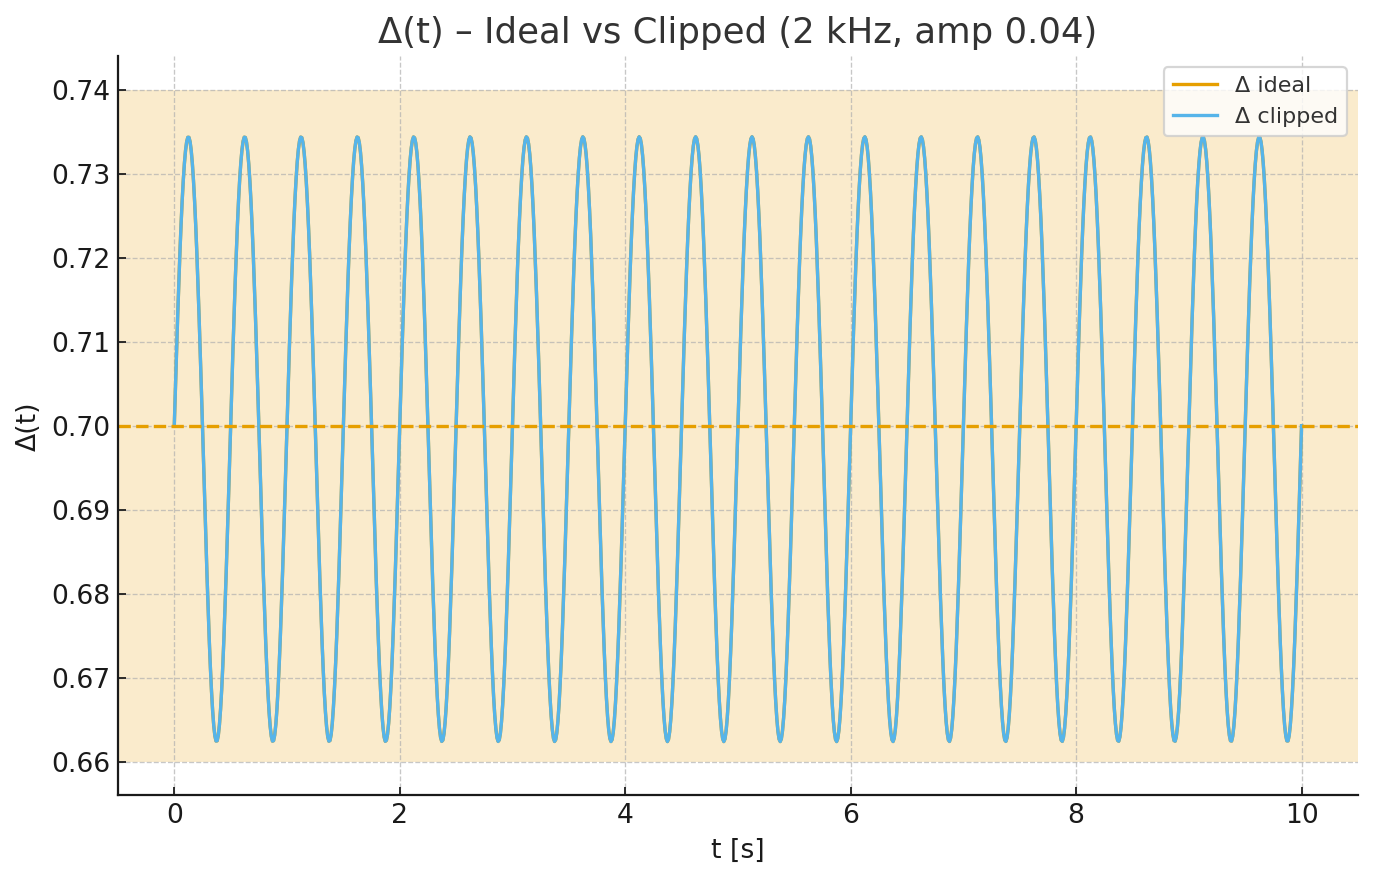 Δ(t) – Ideal vs Clipped (2 kHz, amp 0.04)
Δ ideal
Δ clipped
0.74
0.73
0.72
0.71
0.70
0.69
0.68
0.67
0.66
Δ(t)
0 2 4 6 8 10
t [s]